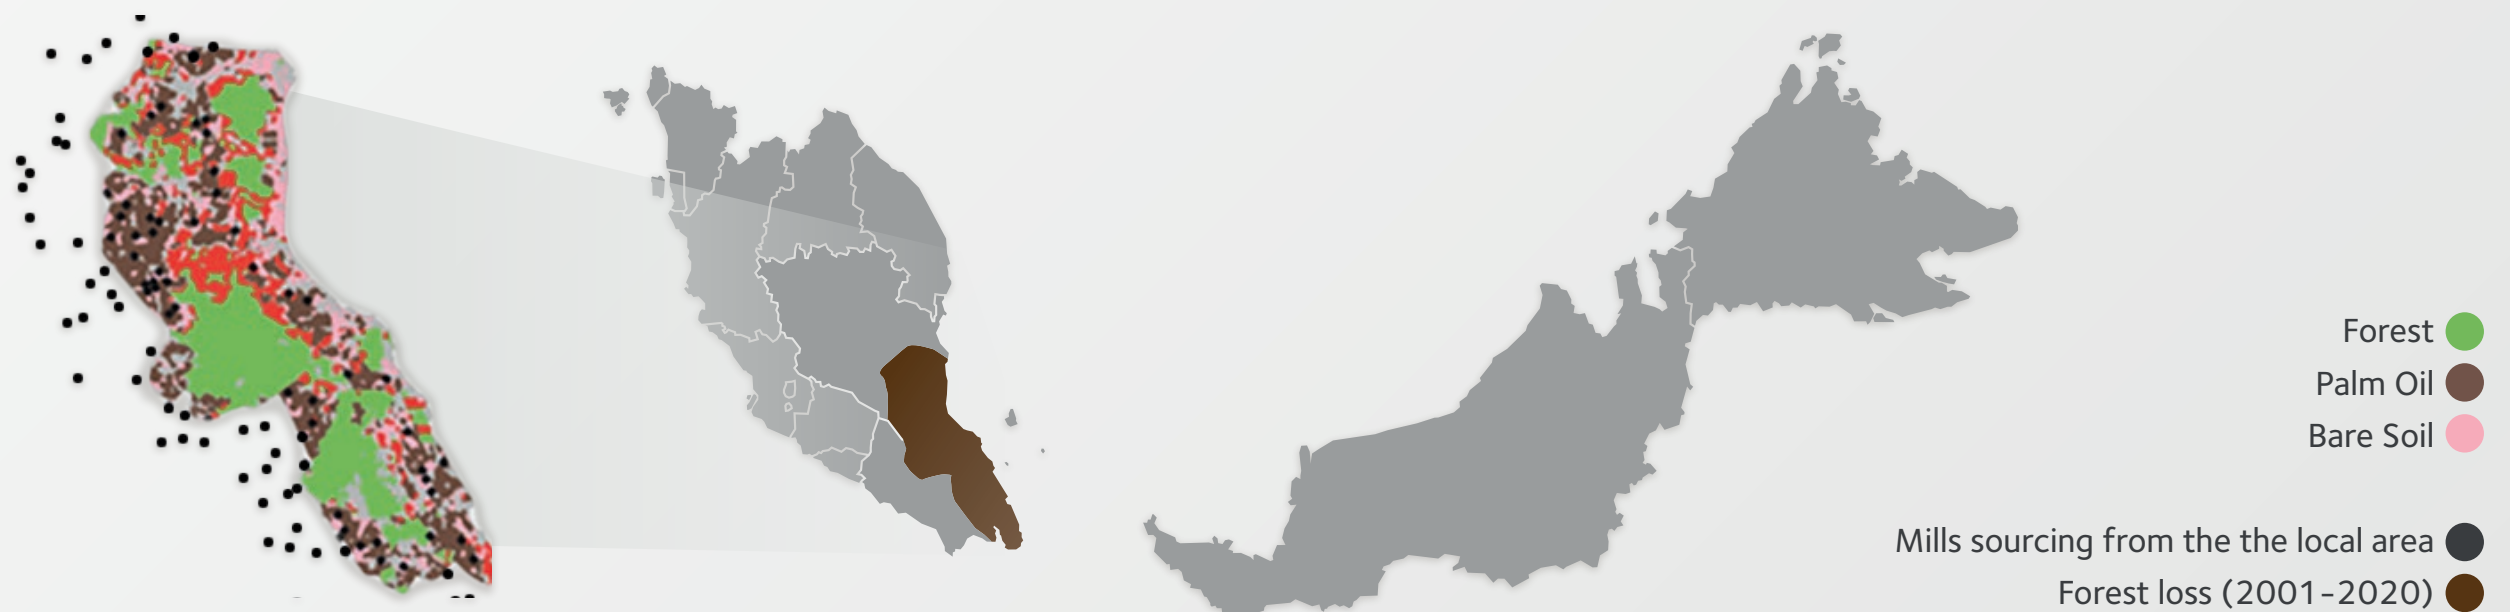 Forest
Palm Oil
Bare Soil
Mills sourcing from the the local area
Forest loss (2001-2020)